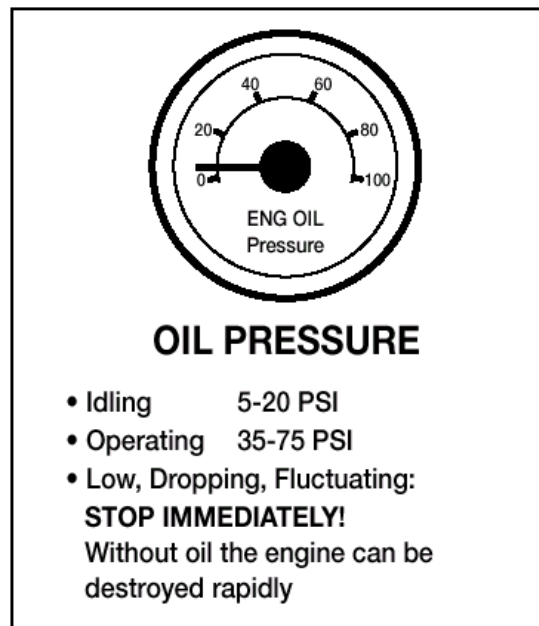 40 60
20 80
0 100
ENG OIL
Pressure
OIL PRESSURE
• Idling 5-20 PSI
• Operating 35-75 PSI
• Low, Dropping, Fluctuating:
STOP IMMEDIATELY!
Without oil the engine can be
destroyed rapidly